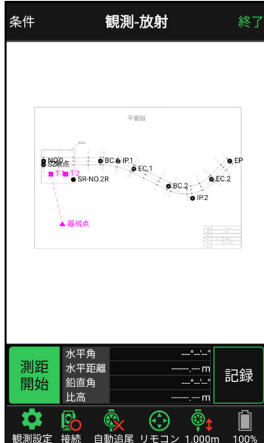 条件 観測-放射 終了
平面図
NO.0 BC.1 IP.1 EP
EC.1
T-1 T-2
SR-NO.2R BC.2 EC.2
IP.2
器械点
測距開始
水平角 ---°--'--"
水平距離 ------.--- m
鉛直角 ---°--'--"
比高 ------.--- m
記録
観測設定 接続 自動追尾 リモコン 1.000m 100%